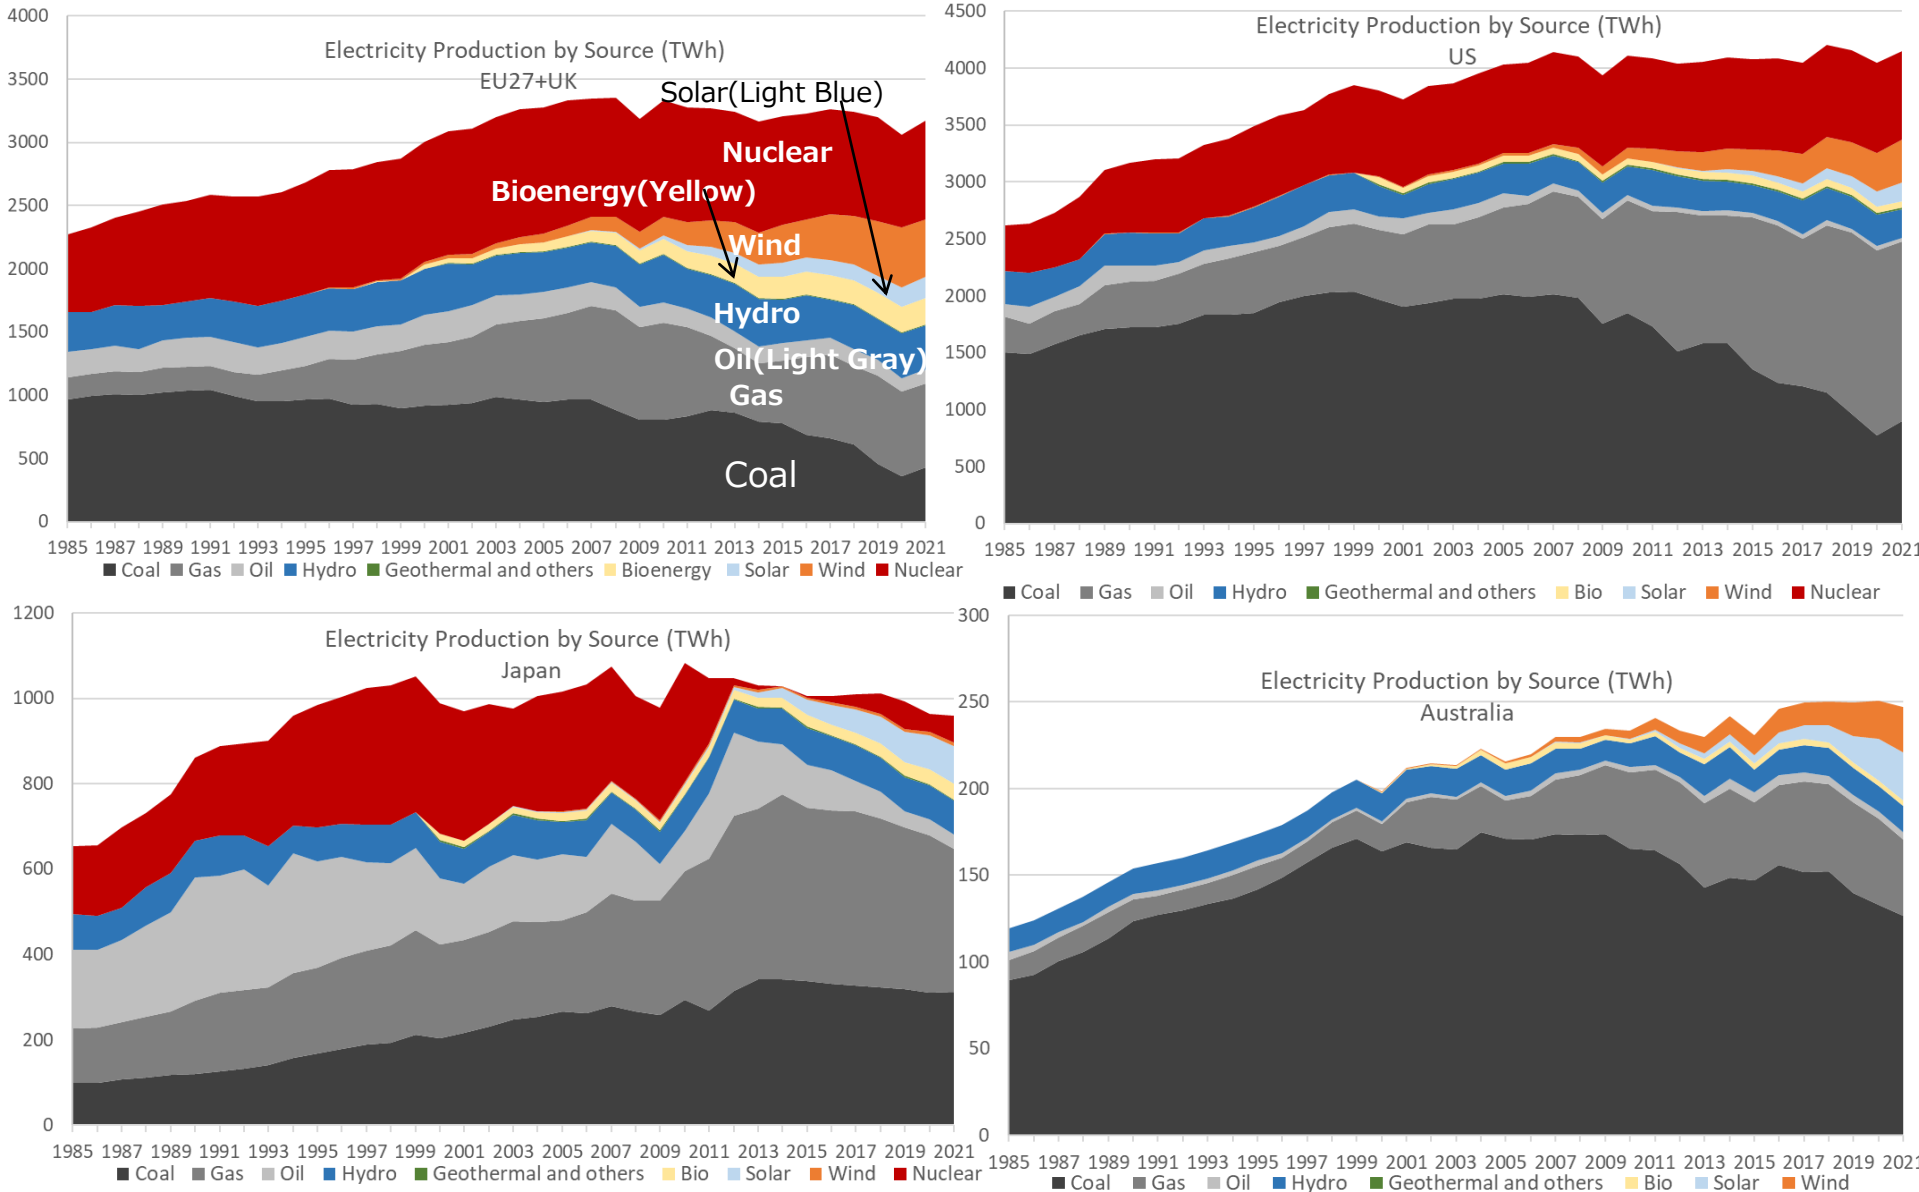 Electricity Production by Source (TWh)
EU27+UK
4000
3500
3000
2500
2000
1500
1000
500
0
Solar(Light Blue)
Nuclear
Bioenergy(Yellow)
Wind
Hydro
Oil(Light Gray)
Gas
Coal
1985 1987 1989 1991 1993 1995 1997 1999 2001 2003 2005 2007 2009 2011 2013 2015 2017 2019 2021
Coal Gas Oil Hydro Geothermal and others Bioenergy Solar Wind Nuclear
Electricity Production by Source (TWh)
US
4500
4000
3500
3000
2500
2000
1500
1000
500
0
1985 1987 1989 1991 1993 1995 1997 1999 2001 2003 2005 2007 2009 2011 2013 2015 2017 2019 2021
Coal Gas Oil Hydro Geothermal and others Bio Solar Wind Nuclear
Electricity Production by Source (TWh)
Japan
1200
1000
800
600
400
200
0
1985 1987 1989 1991 1993 1995 1997 1999 2001 2003 2005 2007 2009 2011 2013 2015 2017 2019 2021
Coal Gas Oil Hydro Geothermal and others Bio Solar Wind Nuclear
Electricity Production by Source (TWh)
Australia
300
250
200
150
100
50
0
1985 1987 1989 1991 1993 1995 1997 1999 2001 2003 2005 2007 2009 2011 2013 2015 2017 2019 2021
Coal Gas Oil Hydro Geothermal and others Bio Solar Wind